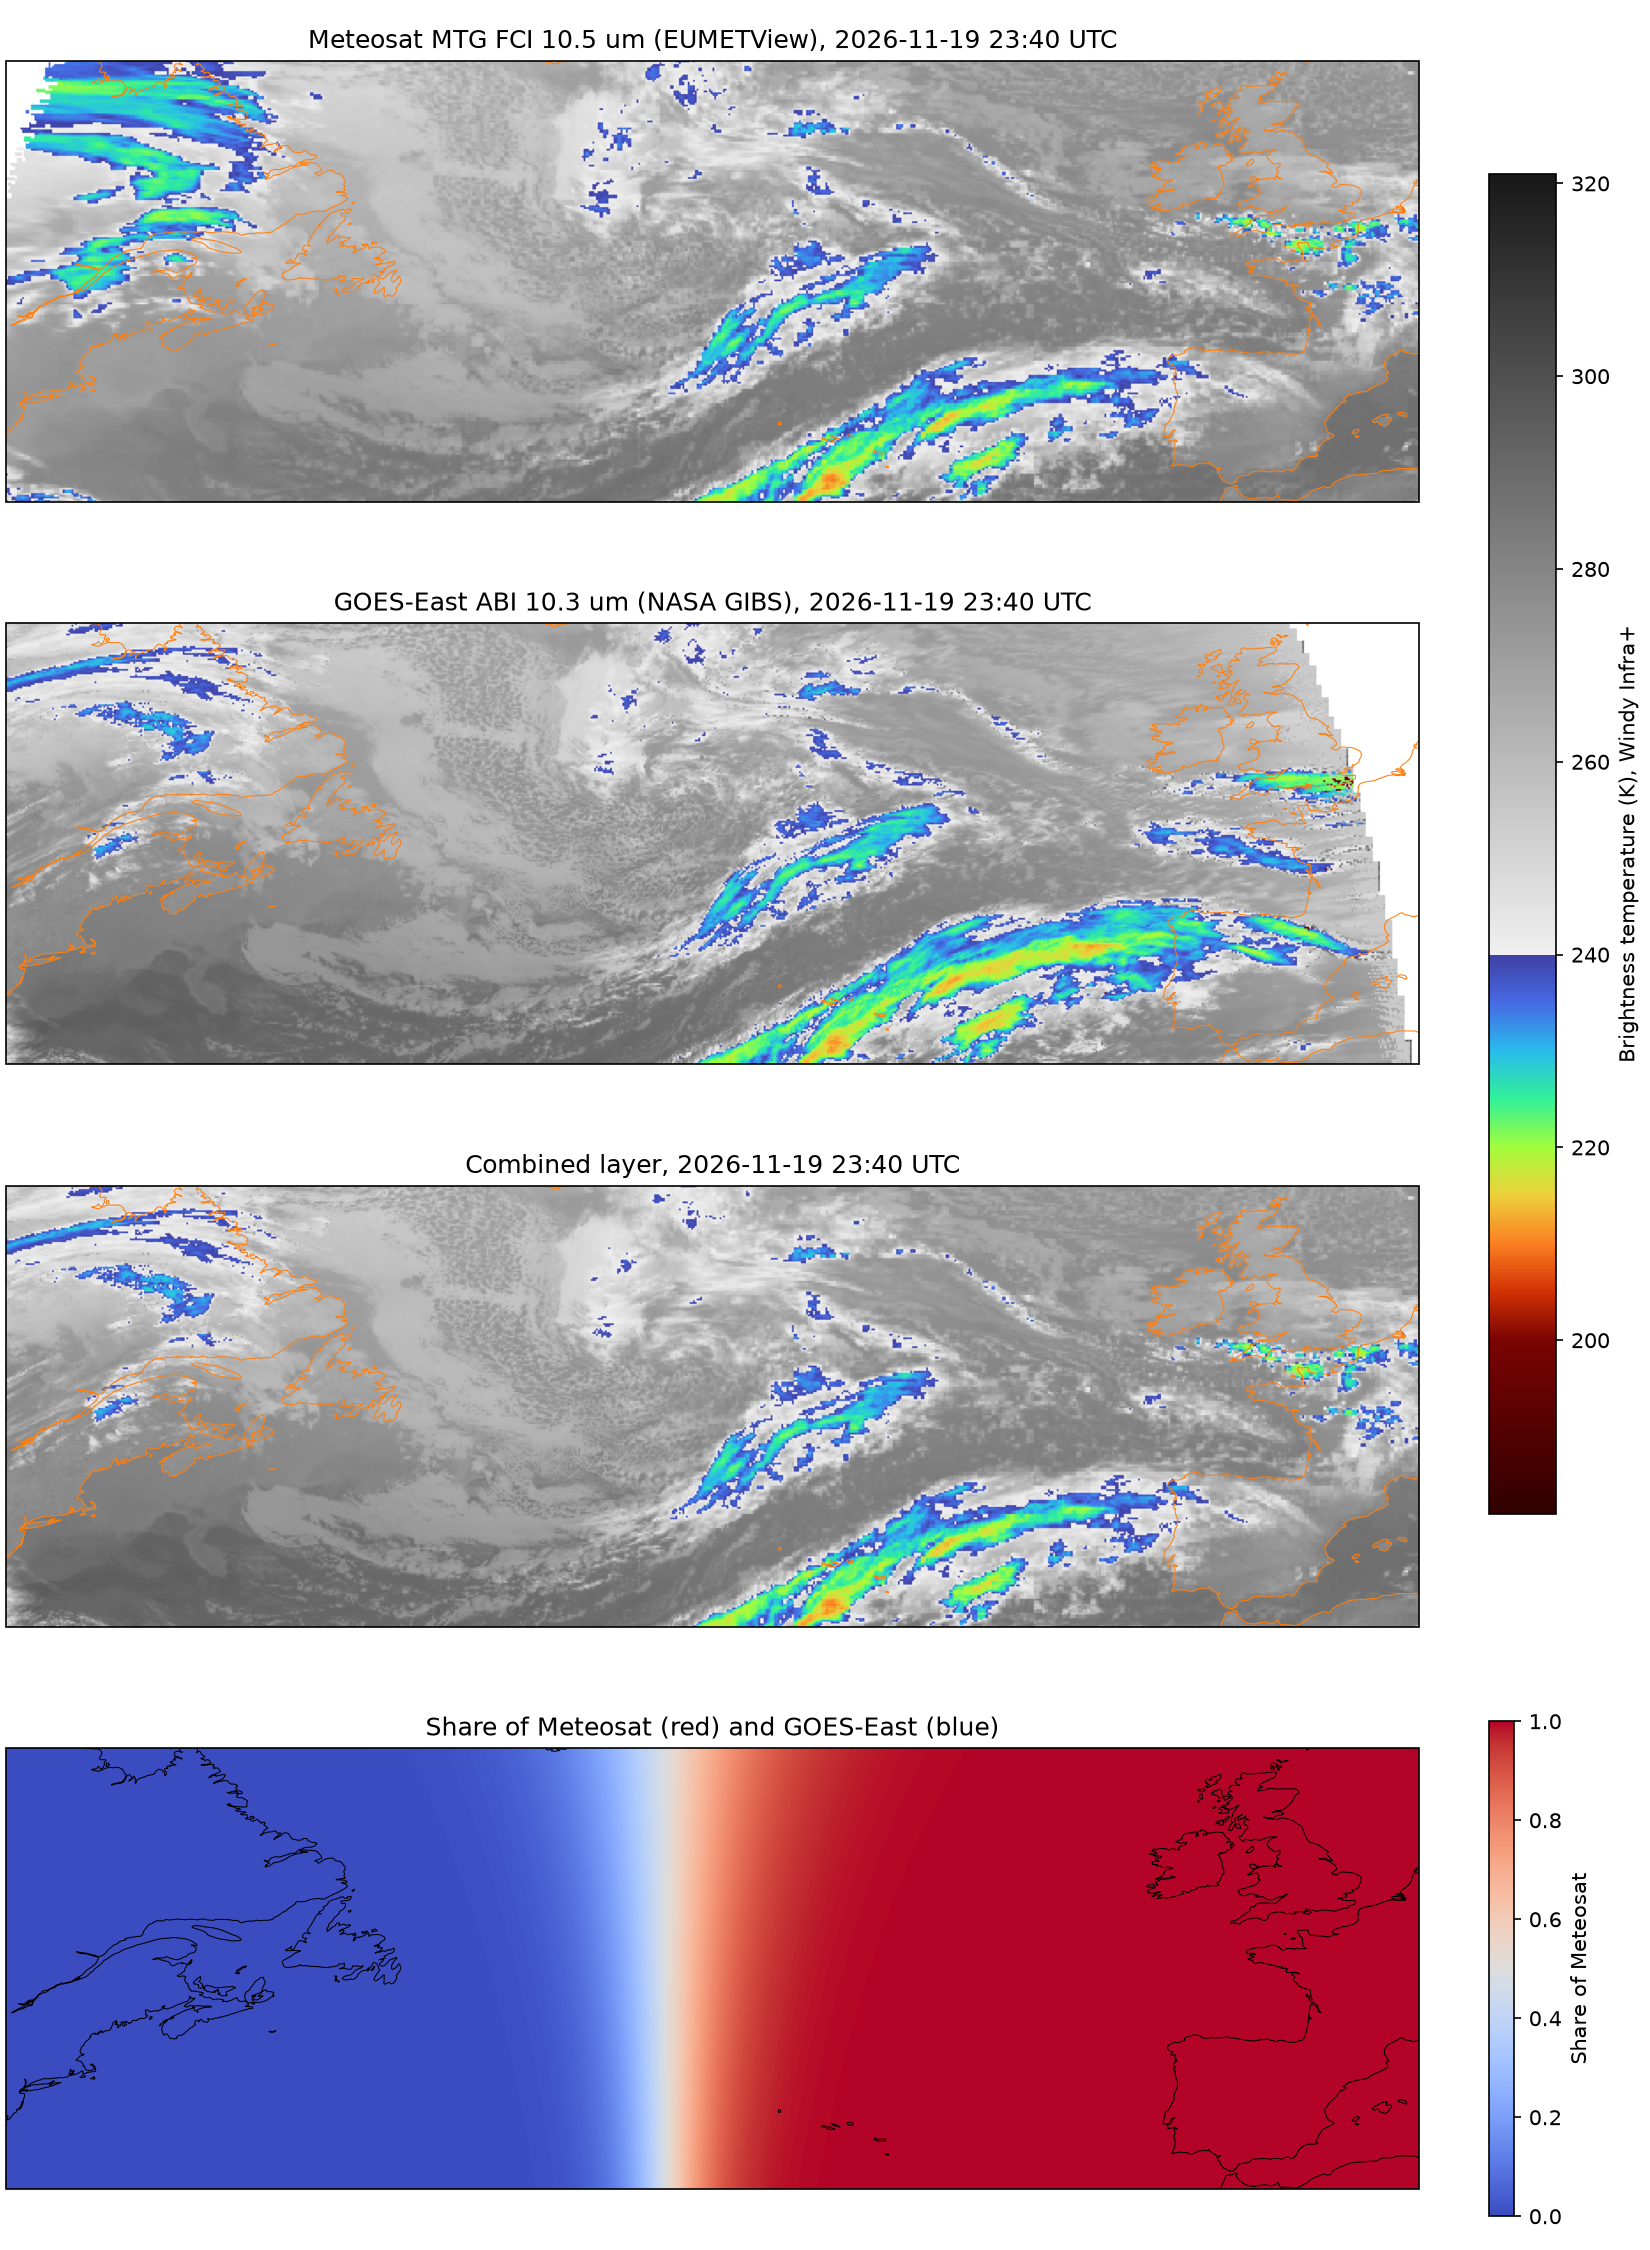 Meteosat MTG FCI 10.5 um (EUMETView), 2026-11-19 23:40 UTC
GOES-East ABI 10.3 um (NASA GIBS), 2026-11-19 23:40 UTC
Combined layer, 2026-11-19 23:40 UTC
320
300
280
260
240
220
200
Brightness temperature (K), Windy Infra+
Share of Meteosat (red) and GOES-East (blue)
1.0
0.8
0.6
0.4
0.2
0.0
Share of Meteosat